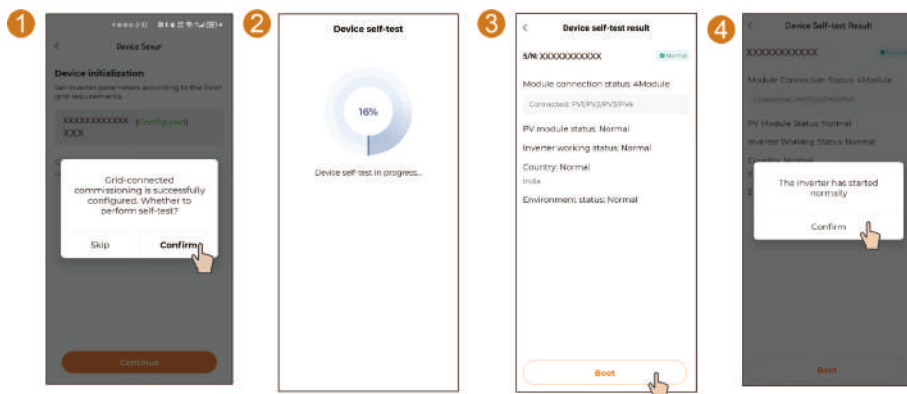 1
Device Setup
Device initialization
Set inverter parameters according to the local
grid requirements.
XXXXXXXXXXXX (Configured)
XXX
Grid-connected
commissioning is successfully
configured. Whether to
perform self-test?
Skip
Confirm
Continue
2
Device self-test
16%
Device self-test in progress...
3
Device self-test result
S/N: XXXXXXXXXXX
Normal
Module connection status: 4Module
Connected: PV1/PV2/PV3/PV4
PV module status: Normal
Inverter working status: Normal
Country: Normal
India
Environment status: Normal
Boot
4
Device Self-test Result
XXXXXXXXXXX
Module Connection Status: 4Module
Connected: PV1/PV2/PV3/PV4
PV Module Status: Normal
Inverter Working Status: Normal
Country: Normal
The inverter has started
normally
Confirm
Boot